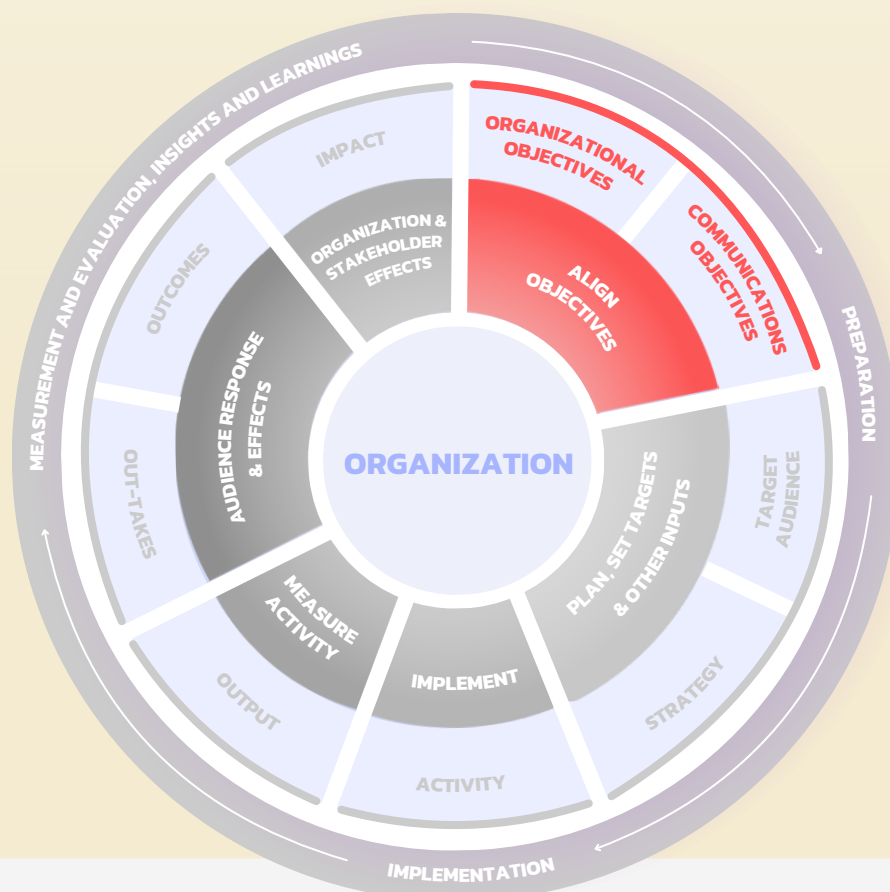 MEASUREMENT AND EVALUATION, INSIGHTS AND LEARNINGS
PREPARATION
IMPLEMENTATION
ORGANIZATIONAL
OBJECTIVES
COMMUNICATIONS
OBJECTIVES
TARGET
AUDIENCE
STRATEGY
ACTIVITY
OUTPUT
OUT-TAKES
OUTCOMES
IMPACT
ALIGN
OBJECTIVES
PLAN, SET TARGETS
& OTHER INPUTS
IMPLEMENT
MEASURE
ACTIVITY
AUDIENCE RESPONSE
& EFFECTS
ORGANIZATION &
STAKEHOLDER
EFFECTS
ORGANIZATION